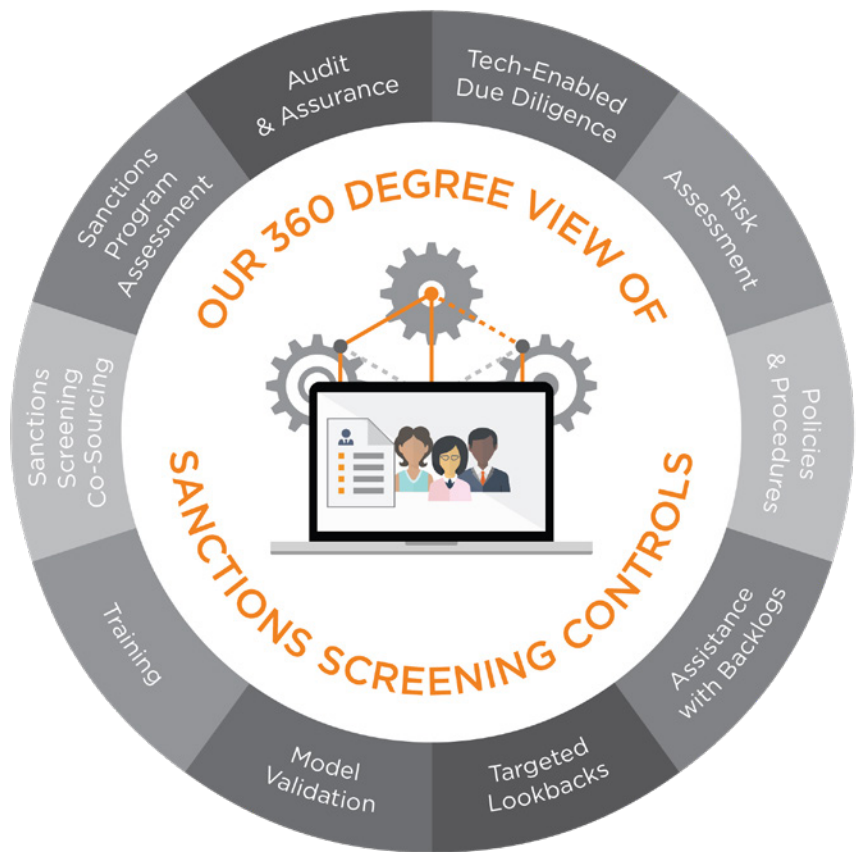 OUR 360 DEGREE VIEW OF
SANCTIONS SCREENING CONTROLS
Tech-Enabled
Due Diligence
Risk
Assessment
Policies
& Procedures
Assistance
with Backlogs
Targeted
Lookbacks
Model
Validation
Training
Sanctions
Screening
Co-Sourcing
Sanctions
Program
Assessment
Audit
& Assurance